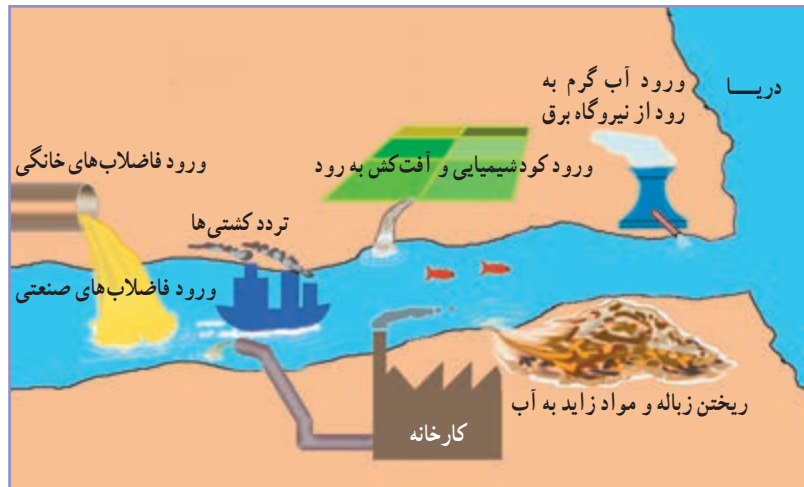 دریـــا
ورود آب گرم به
رود از نیروگاه برق
ورود کودشیمیایی و آفت‌کش به رود
ورود فاضلاب‌های خانگی
تردد کشتی‌ها
ورود فاضلاب‌های صنعتی
ریختن زباله و مواد زاید به آب
کارخانه